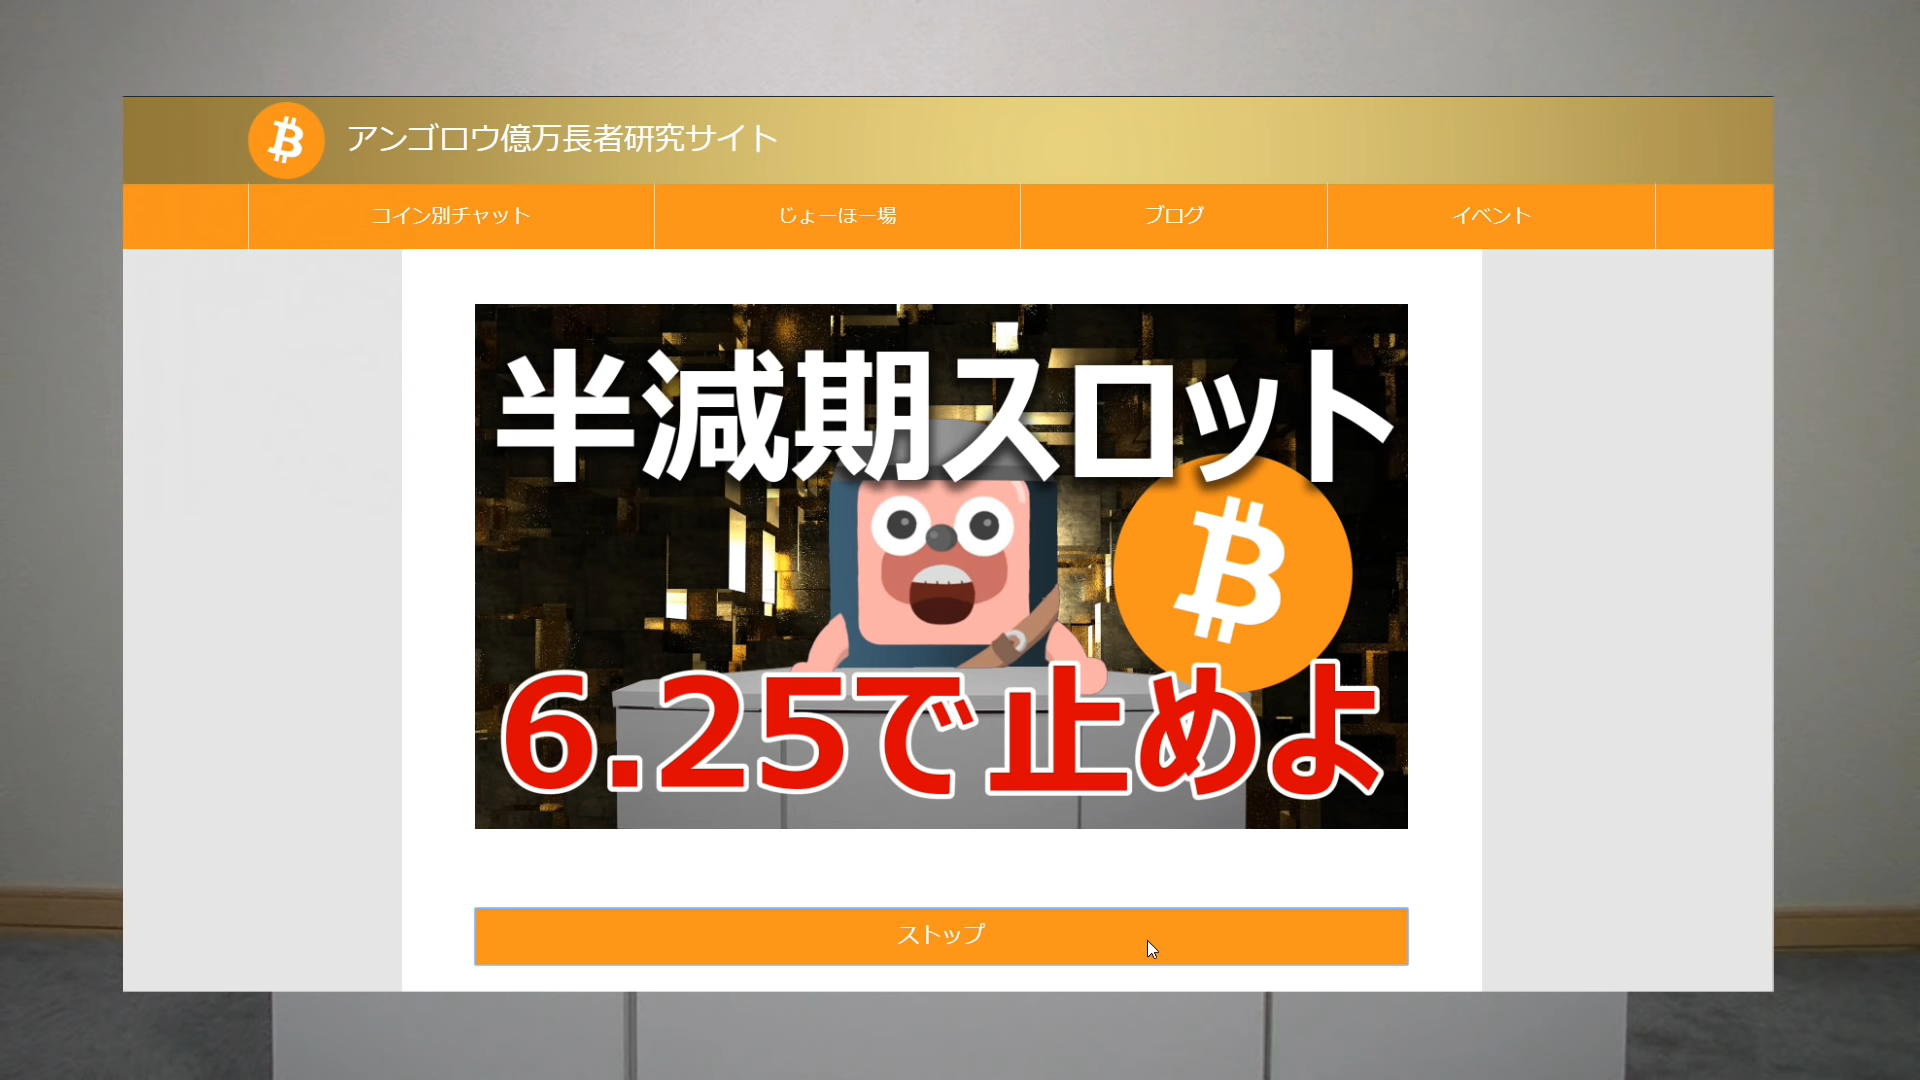 アンゴロウ億万長者研究サイト
コイン別チャット
じょーほー場
ブログ
イベント
半減期スロット
6.25で止めよ
ストップ